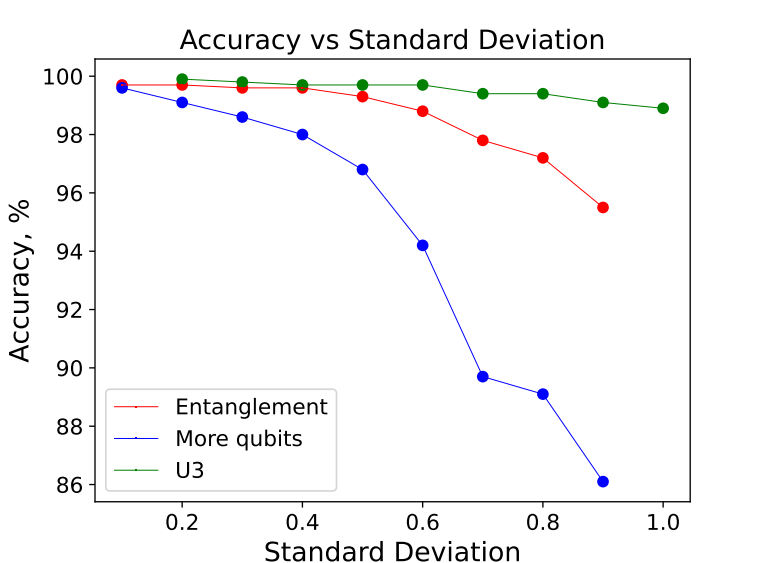 Accuracy vs Standard Deviation
Accuracy, %
100
98
96
94
92
90
88
86
Entanglement
More qubits
U3
0.2 0.4 0.6 0.8 1.0
Standard Deviation